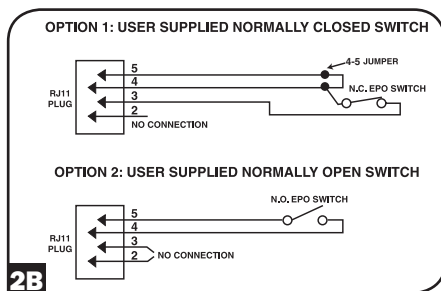 OPTION 1: USER SUPPLIED NORMALLY CLOSED SWITCH
4-5 JUMPER
5
4
N.C. EPO SWITCH
3
RJ11
PLUG
2
NO CONNECTION
OPTION 2: USER SUPPLIED NORMALLY OPEN SWITCH
N.O. EPO SWITCH
5
4
RJ11
PLUG
3
NO CONNECTION
2
2B